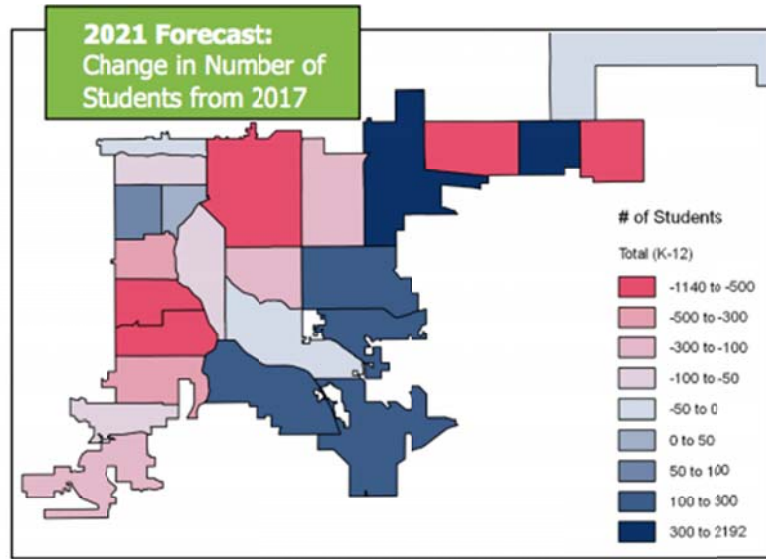 2021 Forecast:
Change in Number of
Students from 2017
# of Students
Total (K-12)
-1140 to -500
-500 to -300
-300 to -100
-100 to -50
-50 to 0
0 to 50
50 to 100
100 to 300
300 to 2192